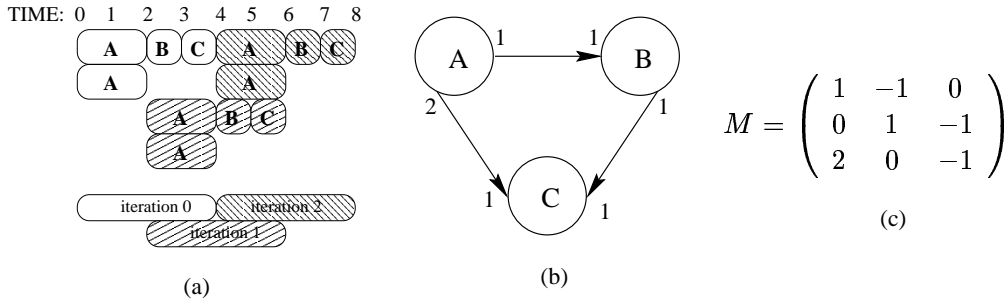 TIME: 0 1 2 3 4 5 6 7 8
A B C A B C
A A
A B C
A
iteration 0 iteration 2
iteration 1
(a)
A 1 1 B
2 1
1 C 1
(b)
M = ( 1 −1 0
0 1 −1
2 0 −1 )
(c)